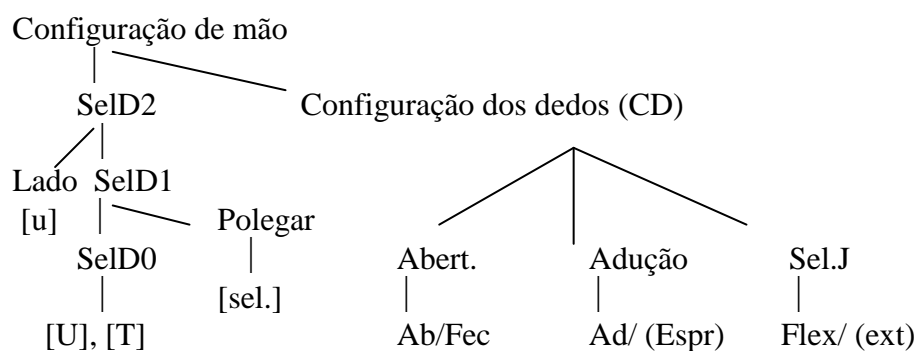 Configuração de mão
SelD2 Configuração dos dedos (CD)
Lado SelD1
[u] Polegar
SelD0 Abert. Adução Sel.J
[sel.]
[U], [T] Ab/Fec Ad/ (Espr) Flex/ (ext)